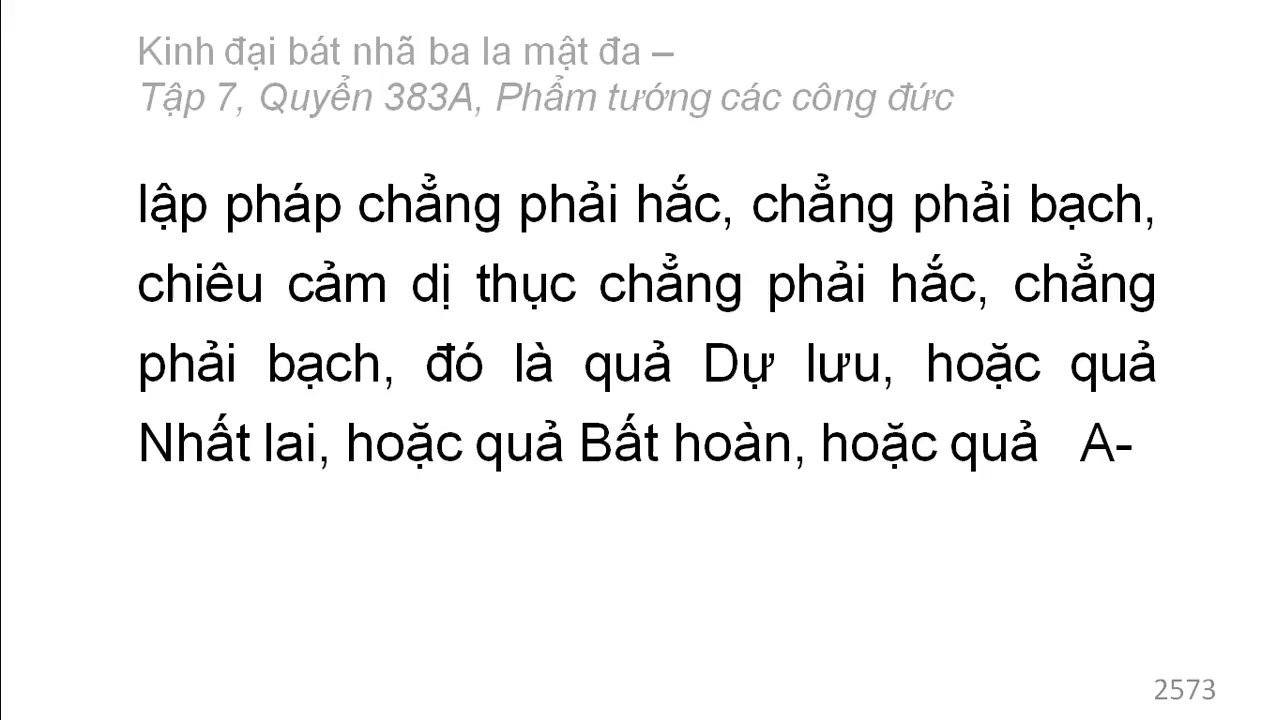 Kinh đại bát nhã ba la mật đa –
Tập 7, Quyển 383A, Phẩm tướng các công đức
lập pháp chẳng phải hắc, chẳng phải bạch,
chiêu cảm dị thục chẳng phải hắc, chẳng
phải bạch, đó là quả Dự lưu, hoặc quả
Nhất lai, hoặc quả Bất hoàn, hoặc quả A-
2573